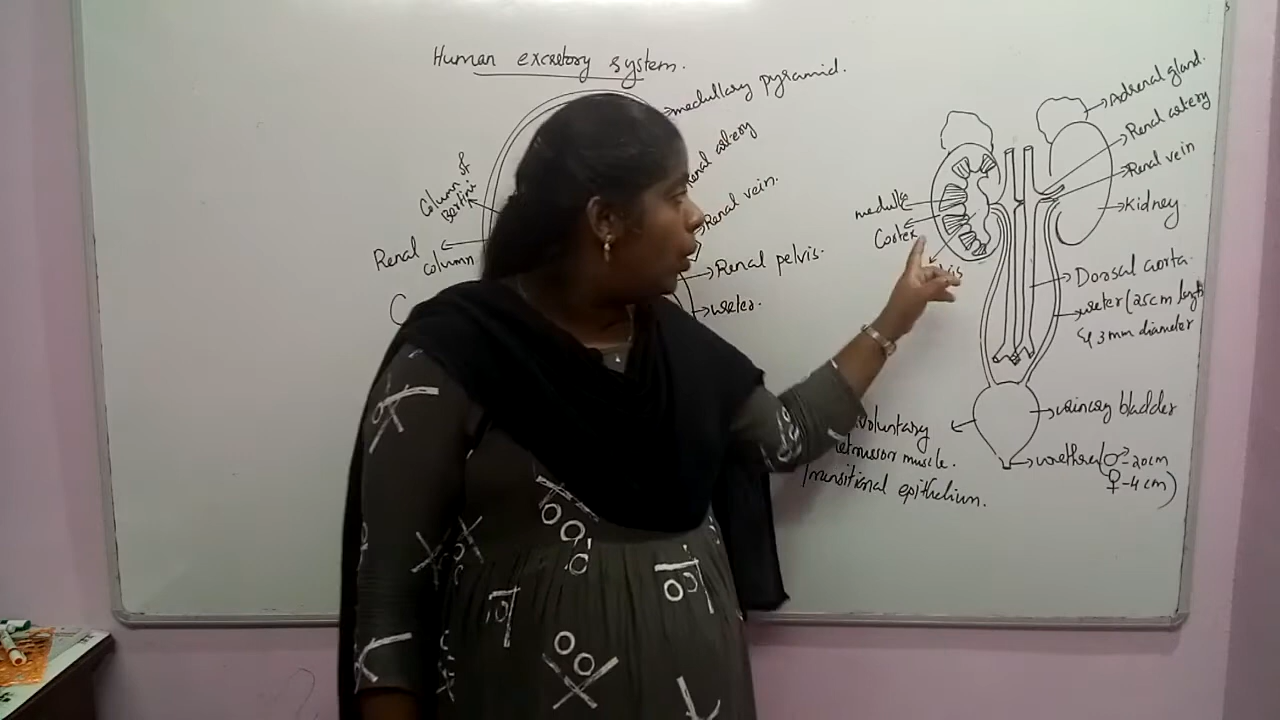 Human excretory system.
medullary pyramid.
Renal artery
Renal vein.
Column of
Bertini
Renal
column
Renal pelvis.
ureter.
C
Adrenal gland.
Renal artery
Renal vein
Kidney
medulla
Cortex
Dorsal aorta.
ureter (25cm length
& 3 mm diameter
urinary bladder
urethra (♂-20cm
♀-4cm)
voluntary
detrusor muscle.
Transitional epithelium.